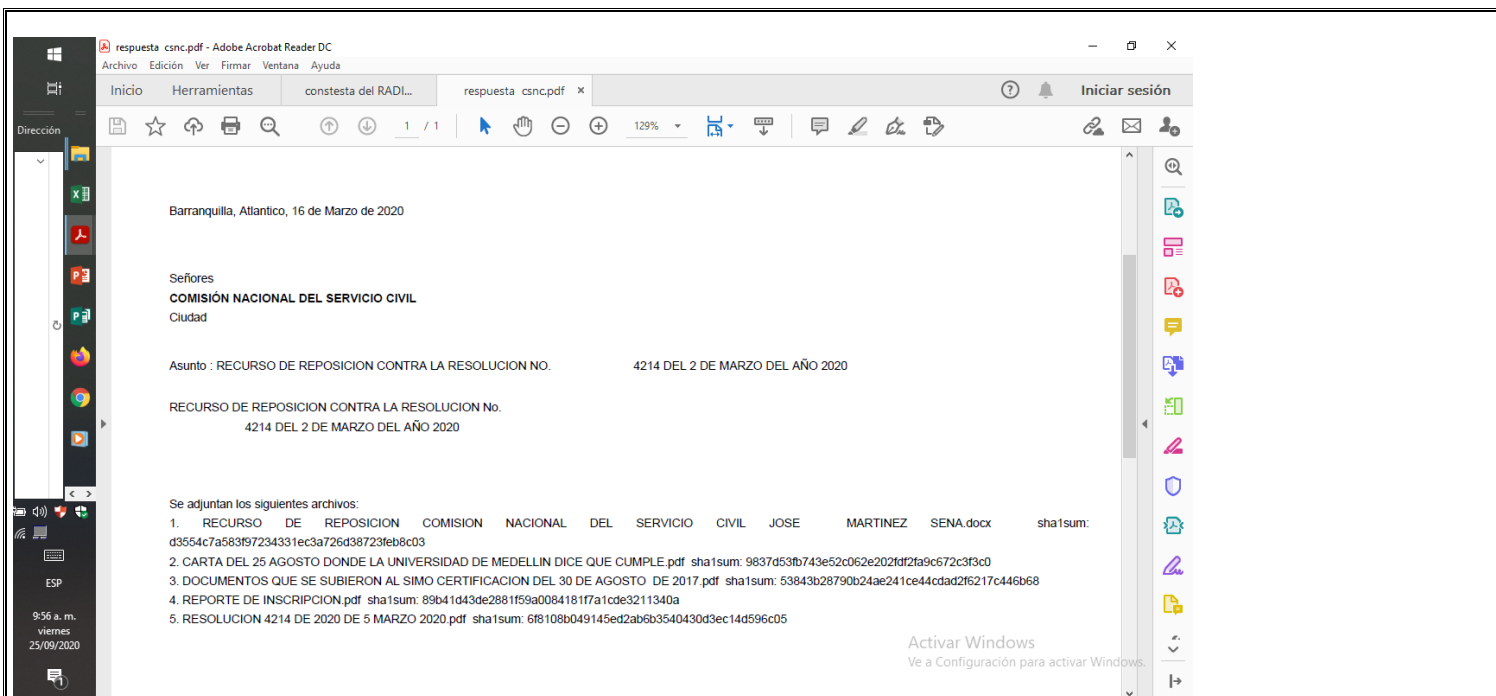 respuesta csnc.pdf - Adobe Acrobat Reader DC
Archivo Edición Ver Firmar Ventana Ayuda
Inicio Herramientas constesta del RADI... respuesta csnc.pdf × Iniciar sesión
Dirección
1 / 1 129%
Barranquilla, Atlantico, 16 de Marzo de 2020
Señores
COMISIÓN NACIONAL DEL SERVICIO CIVIL
Ciudad
Asunto : RECURSO DE REPOSICION CONTRA LA RESOLUCION NO. 4214 DEL 2 DE MARZO DEL AÑO 2020
RECURSO DE REPOSICION CONTRA LA RESOLUCION No.
4214 DEL 2 DE MARZO DEL AÑO 2020
Se adjuntan los siguientes archivos:
1. RECURSO DE REPOSICION COMISION NACIONAL DEL SERVICIO CIVIL JOSE MARTINEZ SENA.docx sha1sum:
d3554c7a583f97234331ec3a726d38723feb8c03
2. CARTA DEL 25 AGOSTO DONDE LA UNIVERSIDAD DE MEDELLIN DICE QUE CUMPLE.pdf sha1sum: 9837d53fb743e52c062e202fdf2fa9c672c3f3c0
3. DOCUMENTOS QUE SE SUBIERON AL SIMO CERTIFICACION DEL 30 DE AGOSTO DE 2017.pdf sha1sum: 53843b28790b24ae241ce44cdad2f6217c446b68
4. REPORTE DE INSCRIPCION.pdf sha1sum: 89b41d43de2881f59a0084181f7a1cde3211340a
5. RESOLUCION 4214 DE 2020 DE 5 MARZO 2020.pdf sha1sum: 6f8108b049145ed2ab6b3540430d3ec14d596c05
ESP
9:56 a. m.
viernes
25/09/2020
1
Activar Windows
Ve a Configuración para activar Windows.